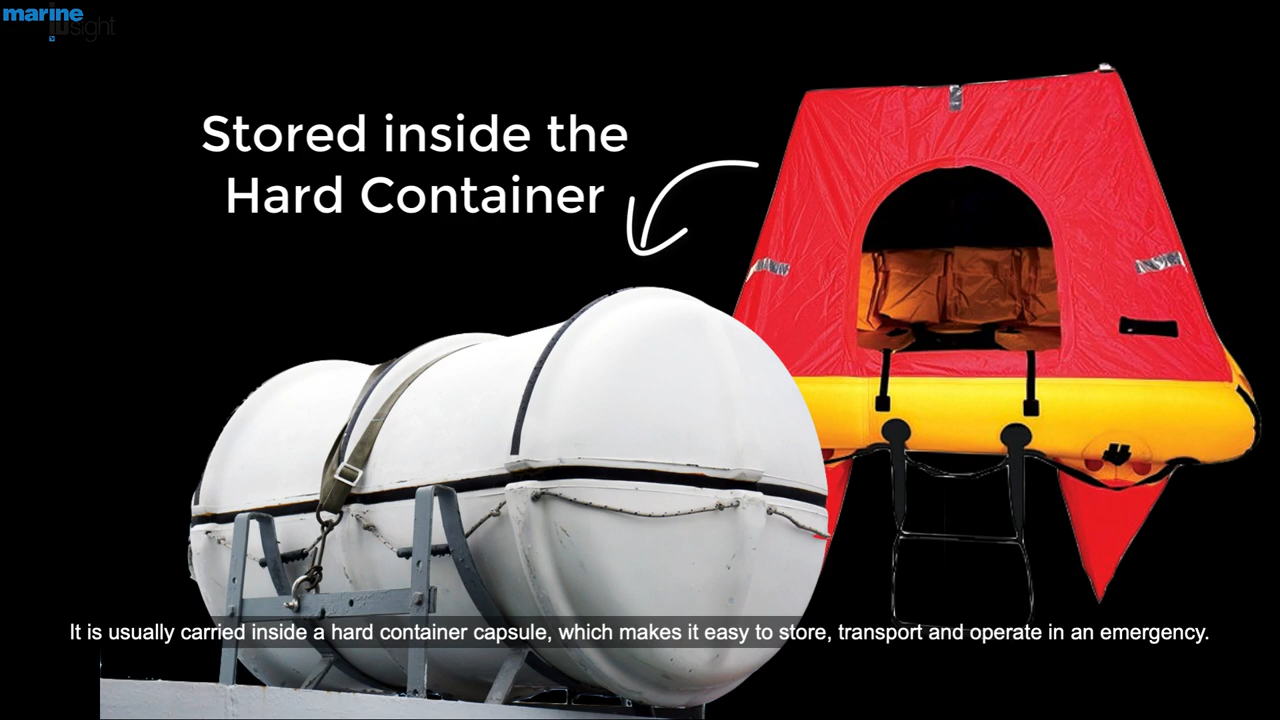 marine
insight
Stored inside the
Hard Container
It is usually carried inside a hard container capsule, which makes it easy to store, transport and operate in an emergency.